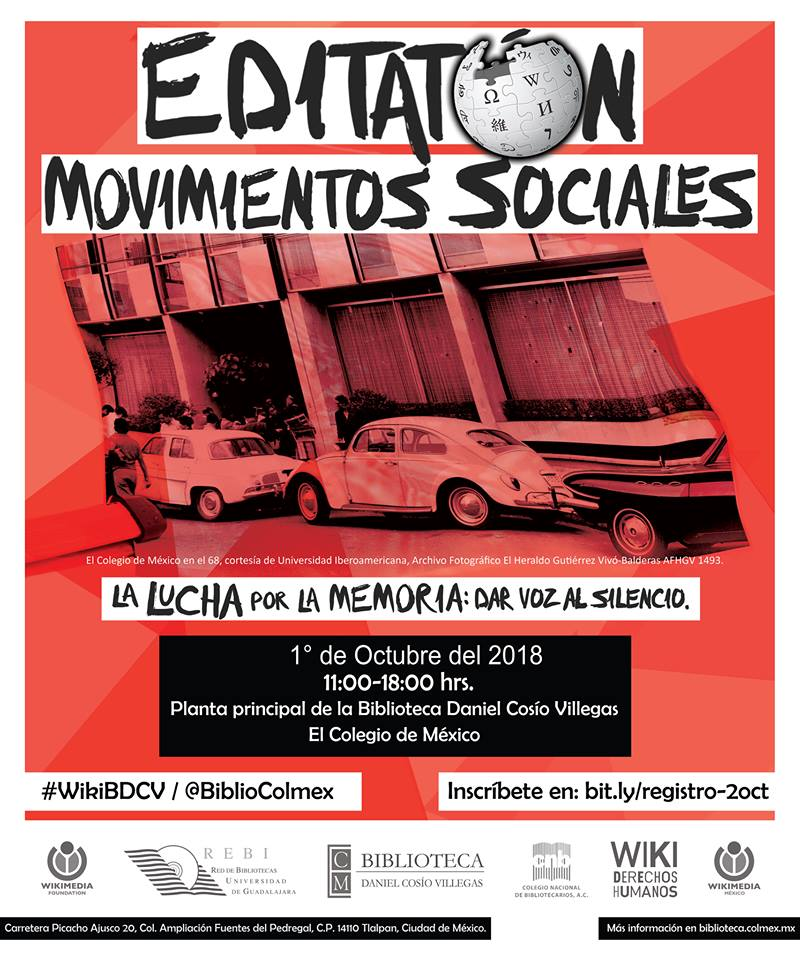 EDITATÓN
MOVIMIENTOS SOCIALES
El Colegio de México en el 68, cortesía de Universidad Iberoamericana, Archivo Fotográfico El Heraldo Gutiérrez Vivó-Balderas AFHGV 1493.
LA LUCHA POR LA MEMORIA: DAR VOZ AL SILENCIO.
1° de Octubre del 2018
11:00-18:00 hrs.
Planta principal de la Biblioteca Daniel Cosío Villegas
El Colegio de México
#WikiBDCV / @BiblioColmex
Inscríbete en: bit.ly/registro-2oct
WIKIMEDIA
FOUNDATION
REBI
RED DE BIBLIOTECAS
UNIVERSIDAD
DE GUADALAJARA
C
M
BIBLIOTECA
DANIEL COSÍO VILLEGAS
cnb
COLEGIO NACIONAL
DE BIBLIOTECARIOS, A.C.
WIKI
DERECHOS
HUMANOS
WIKIMEDIA
MÉXICO
Carretera Picacho Ajusco 20, Col. Ampliación Fuentes del Pedregal, C.P. 14110 Tlalpan, Ciudad de México.
Más información en biblioteca.colmex.mx